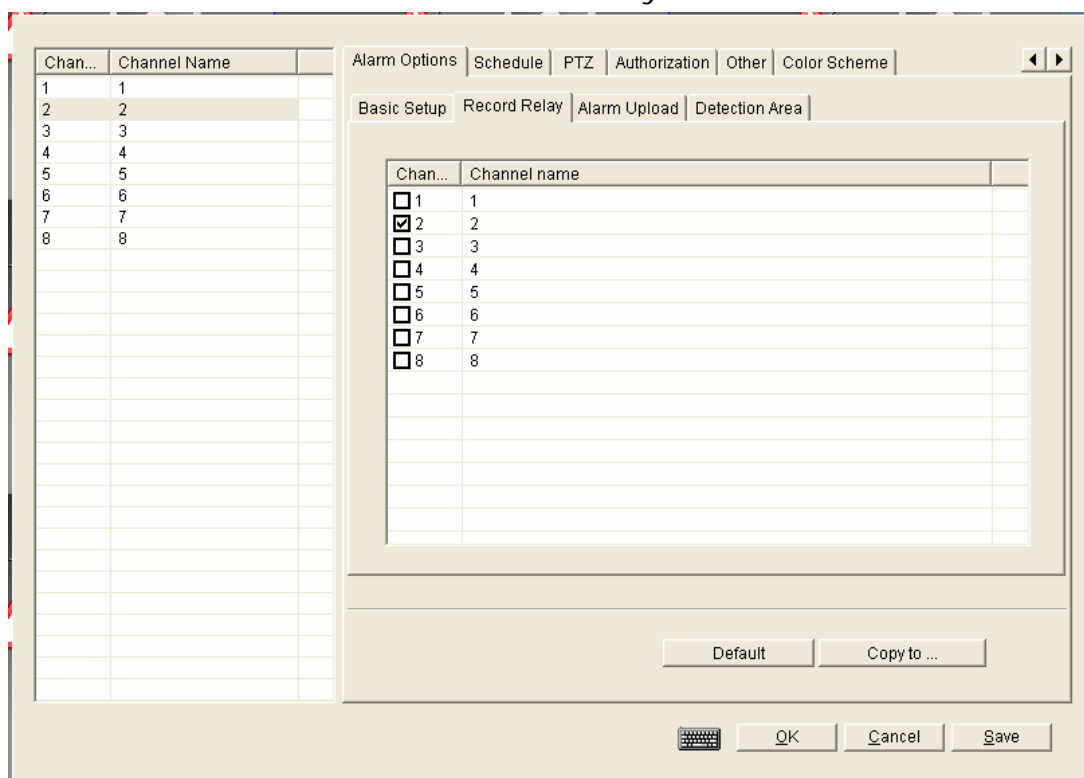 Chan... Channel Name
1 1
2 2
3 3
4 4
5 5
6 6
7 7
8 8
Alarm Options Schedule PTZ Authorization Other Color Scheme
Basic Setup Record Relay Alarm Upload Detection Area
Chan... Channel name
1 1
2 2
3 3
4 4
5 5
6 6
7 7
8 8
Default Copy to ...
OK Cancel Save